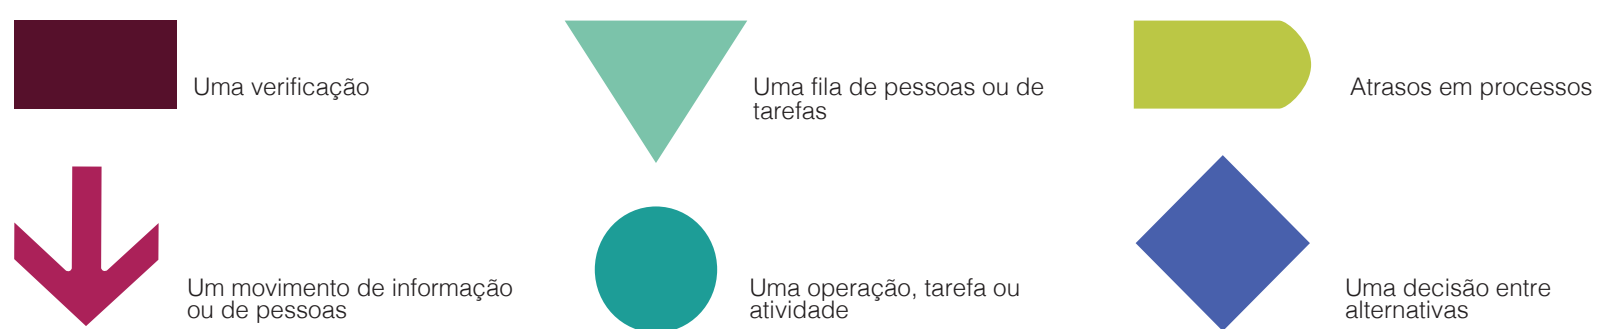 Uma verificação
Uma fila de pessoas ou de
tarefas
Atrasos em processos
Um movimento de informação
ou de pessoas
Uma operação, tarefa ou
atividade
Uma decisão entre
alternativas